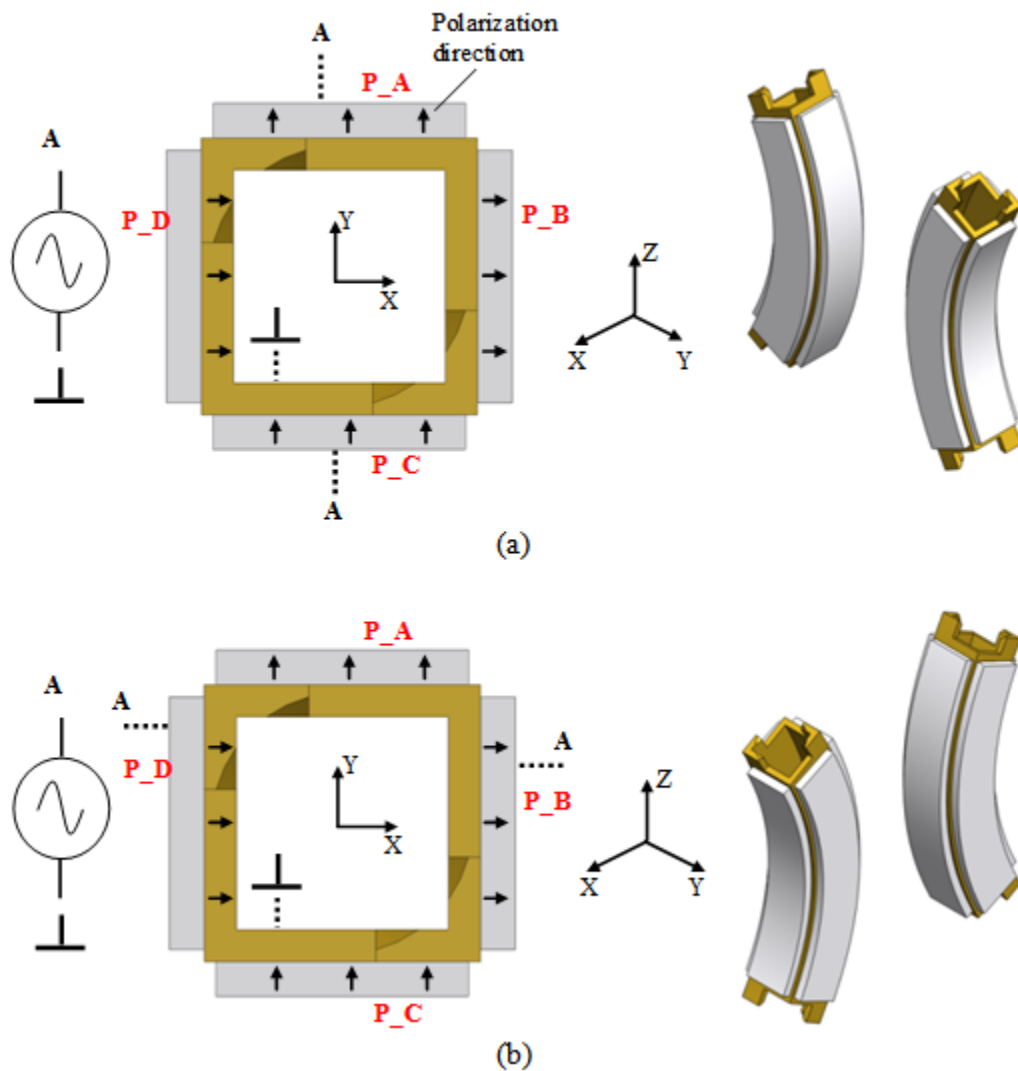 Polarization
direction
A
P_A
A
P_D
P_B
Y
X
Z
X
Y
P_C
A
(a)
P_A
A
A
A
P_D
P_B
Y
X
Z
X
Y
P_C
(b)